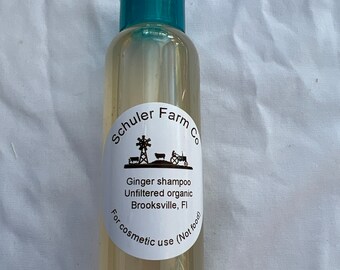 Schuler Farm Co
Ginger shampoo
Unfiltered organic
Brooksville, Fl
For cosmetic use (Not food)